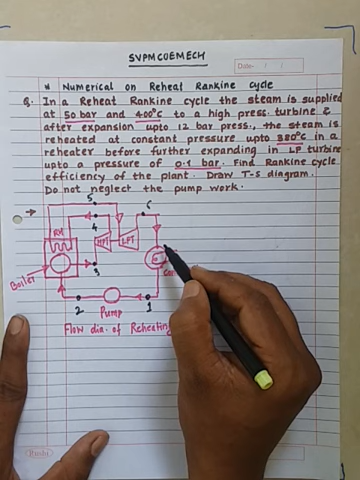 SVPMCOEMECH
Date- / /
* Numerical on Reheat Rankine Cycle
Q. In a Reheat Rankine cycle the steam is supplied
at 50 bar and 400°C to a high press. turbine &
after expansion upto 12 bar press., the steam is
reheated at constant pressure upto 380°C in a
reheater before further expanding in LP turbine
upto a pressure of 0.1 bar. Find Rankine cycle
efficiency of the plant. Draw T-S diagram.
Do not neglect the pump work.
5
6
RH
4
HPT
LPT
3
Boiler
2
1
Pump
Flow dia. of Reheating
Rashi